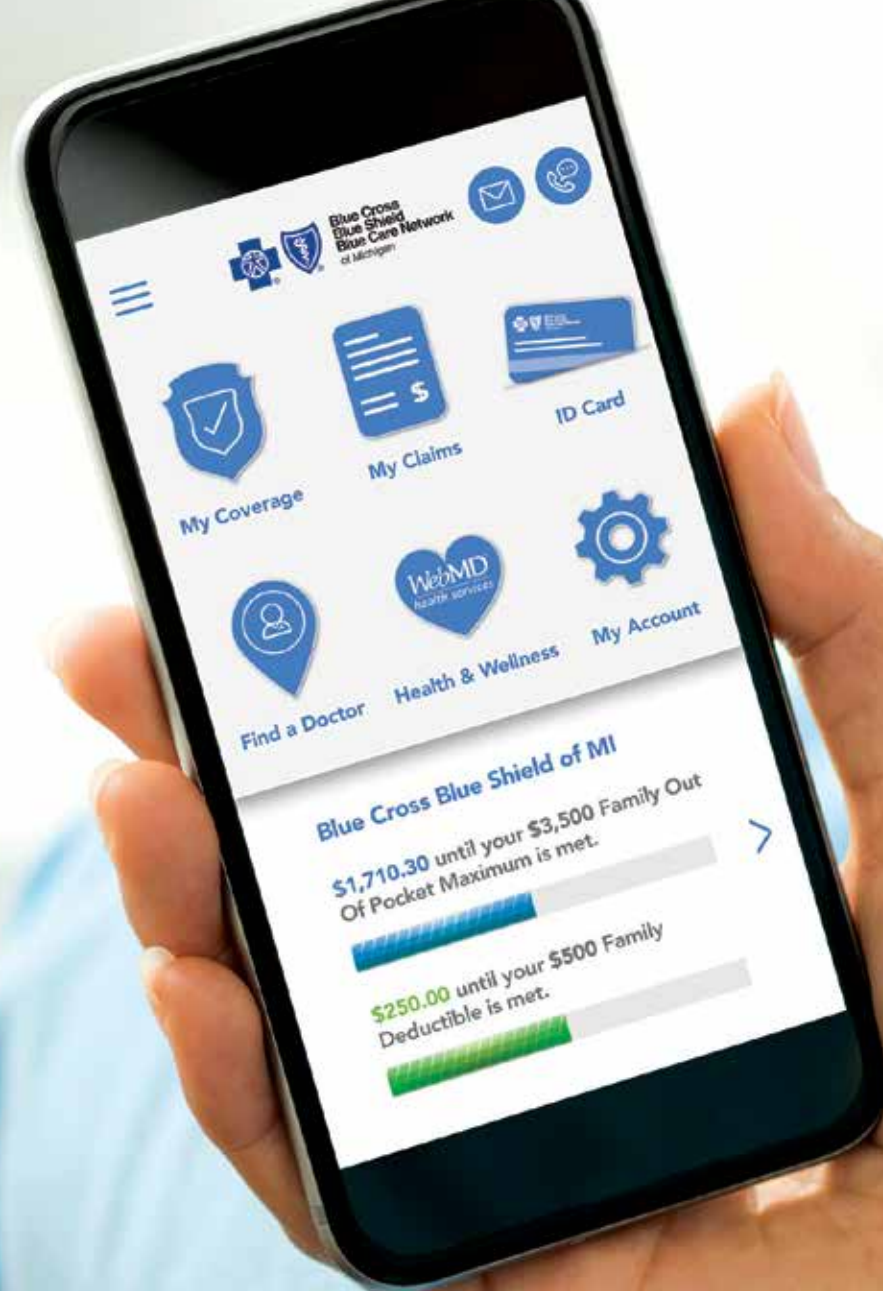 Blue Cross
Blue Shield
Blue Care Network
of Michigan
$
My Coverage
My Claims
ID Card
WebMD
health services
Find a Doctor
Health & Wellness
My Account
Blue Cross Blue Shield of MI
$1,710.30 until your $3,500 Family Out
Of Pocket Maximum is met.
$250.00 until your $500 Family
Deductible is met.